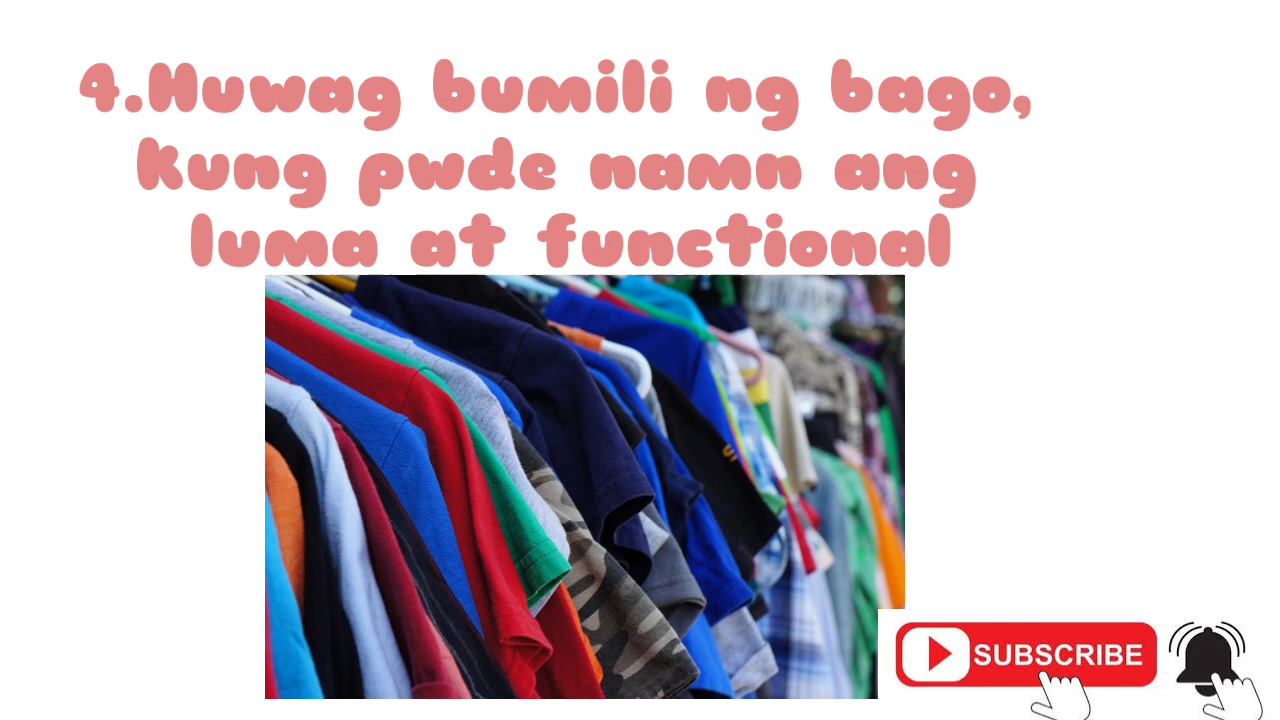 4.Huwag bumili ng bago,
kung pwde namn ang
luma at functional
SUBSCRIBE